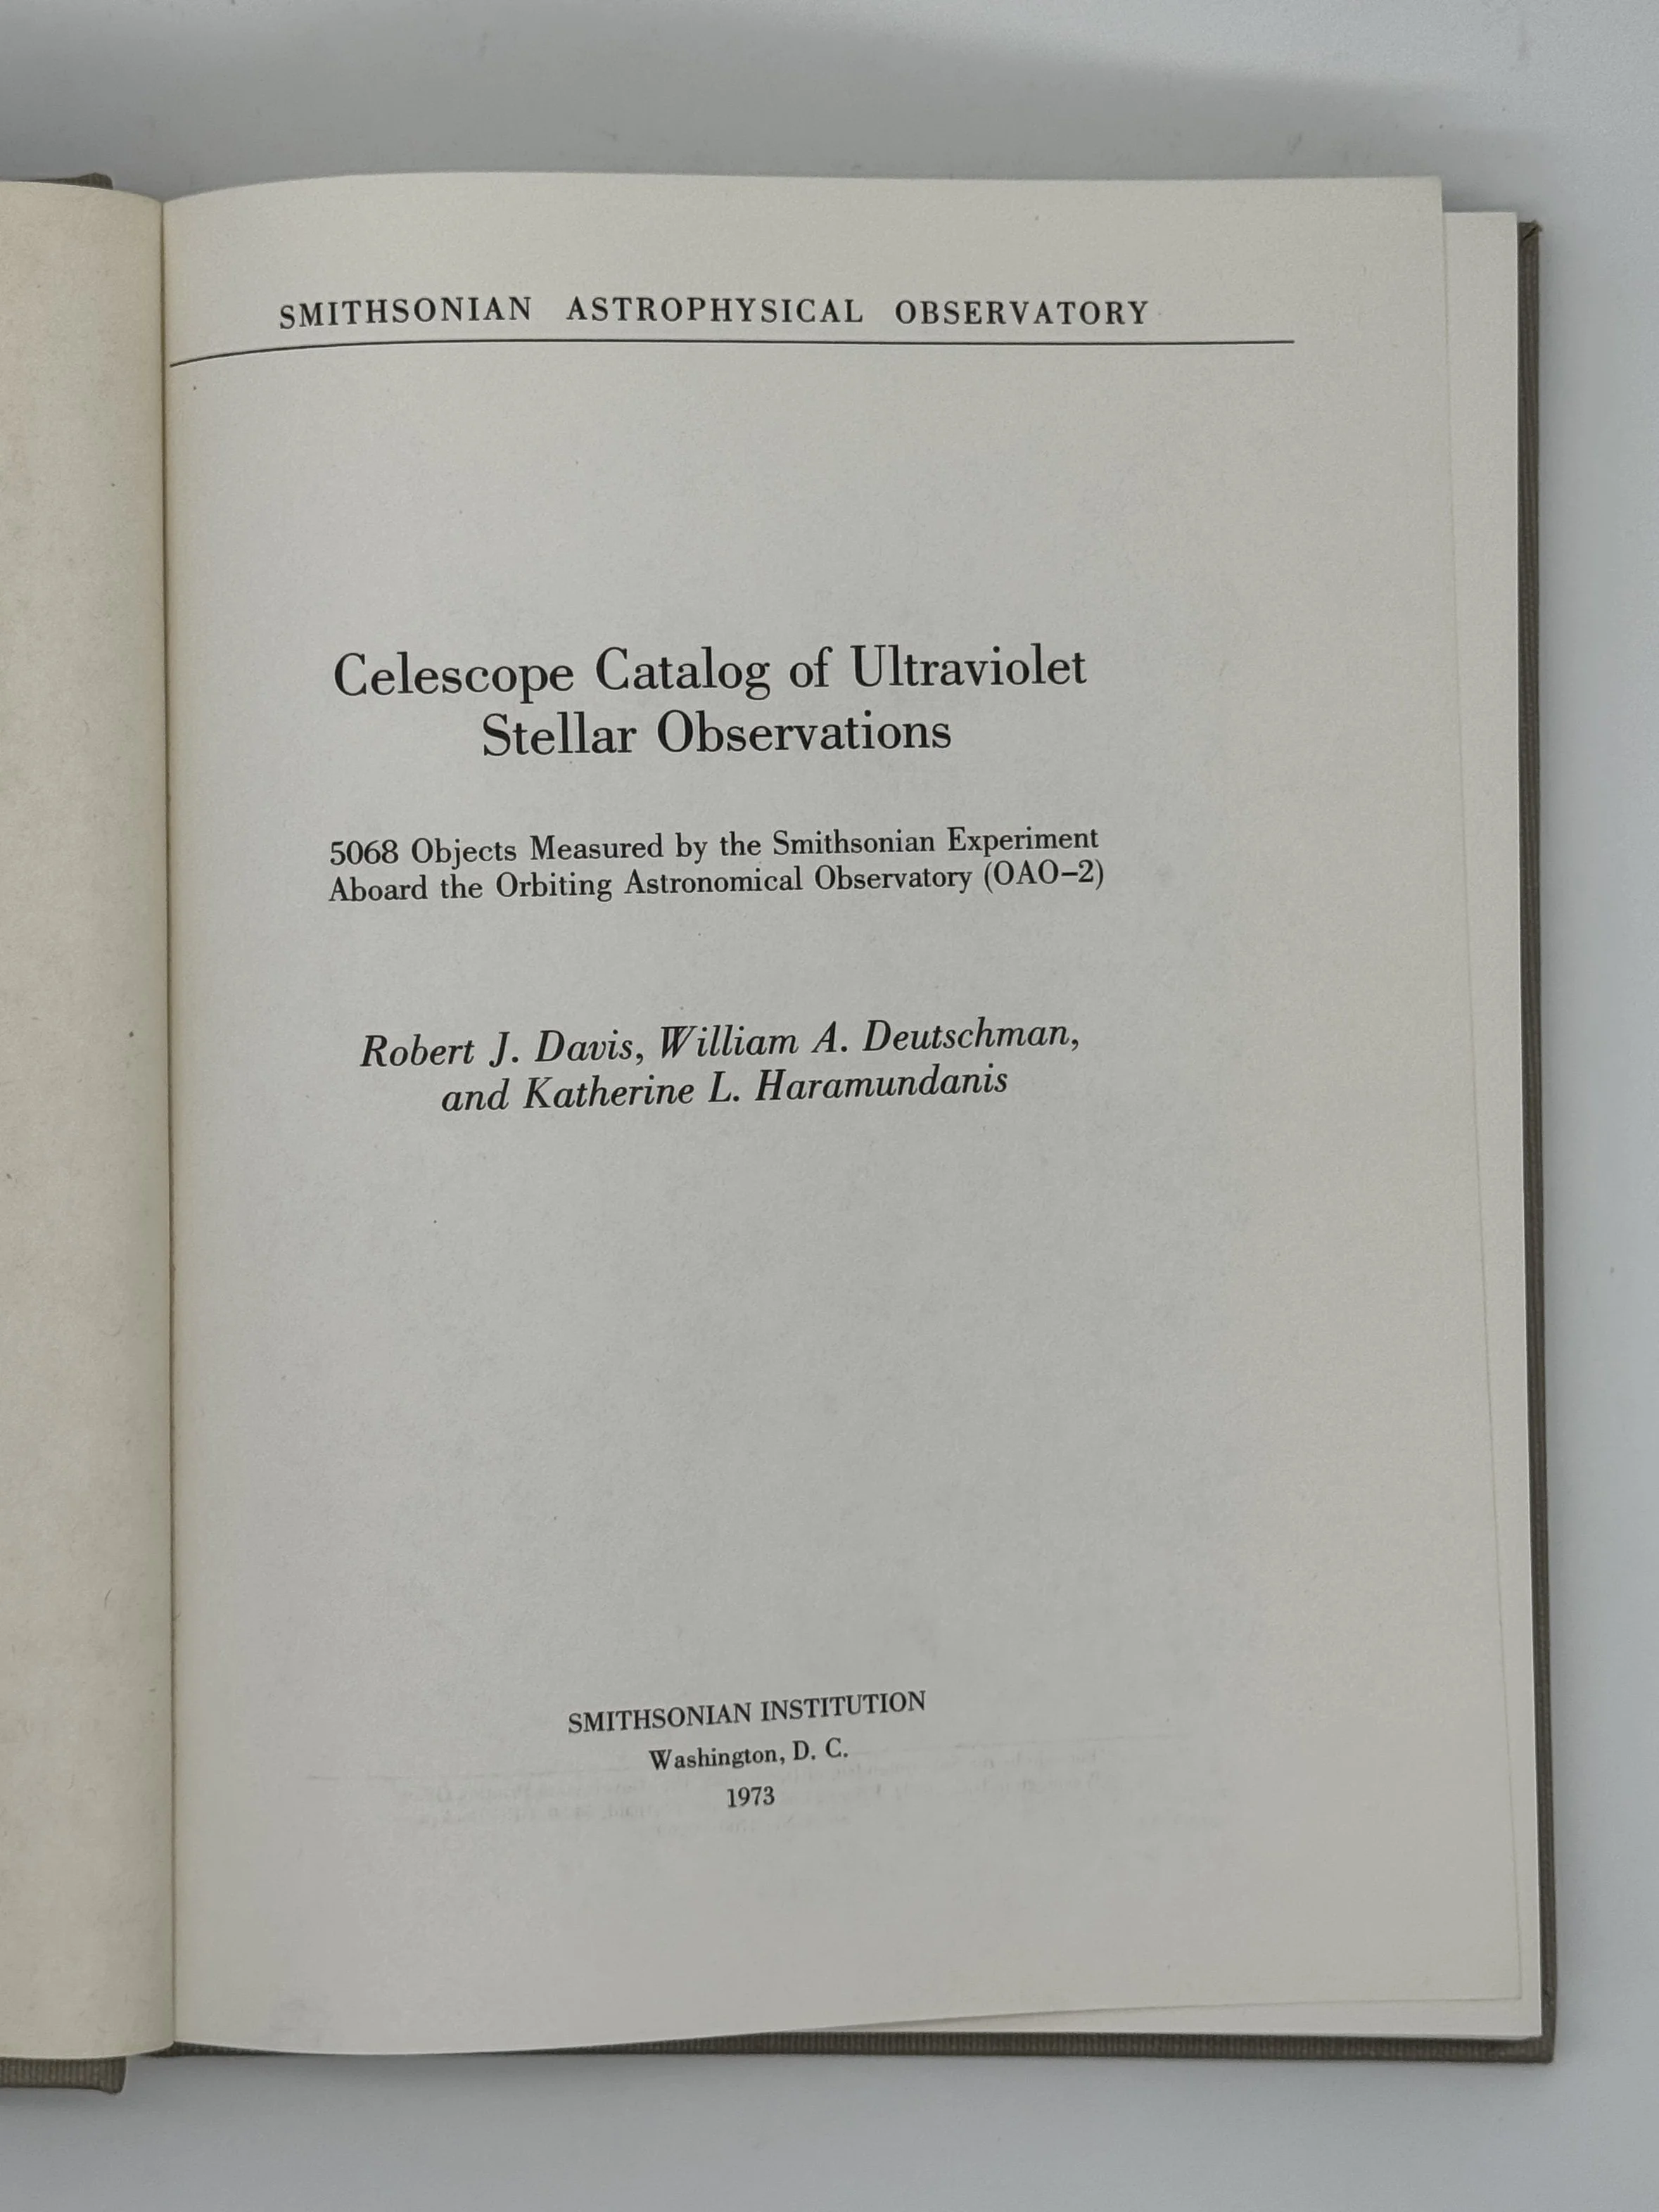 SMITHSONIAN ASTROPHYSICAL OBSERVATORY
Celescope Catalog of Ultraviolet
Stellar Observations
5068 Objects Measured by the Smithsonian Experiment
Aboard the Orbiting Astronomical Observatory (OAO–2)
Robert J. Davis, William A. Deutschman,
and Katherine L. Haramundanis
SMITHSONIAN INSTITUTION
Washington, D. C.
1973